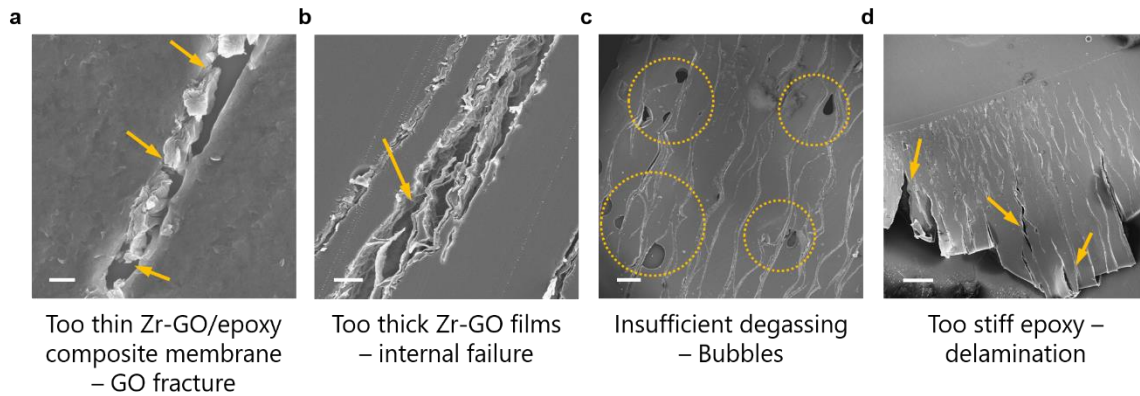 a
b
c
d
Too thin Zr-GO/epoxy
composite membrane
– GO fracture
Too thick Zr-GO films
– internal failure
Insufficient degassing
– Bubbles
Too stiff epoxy –
delamination